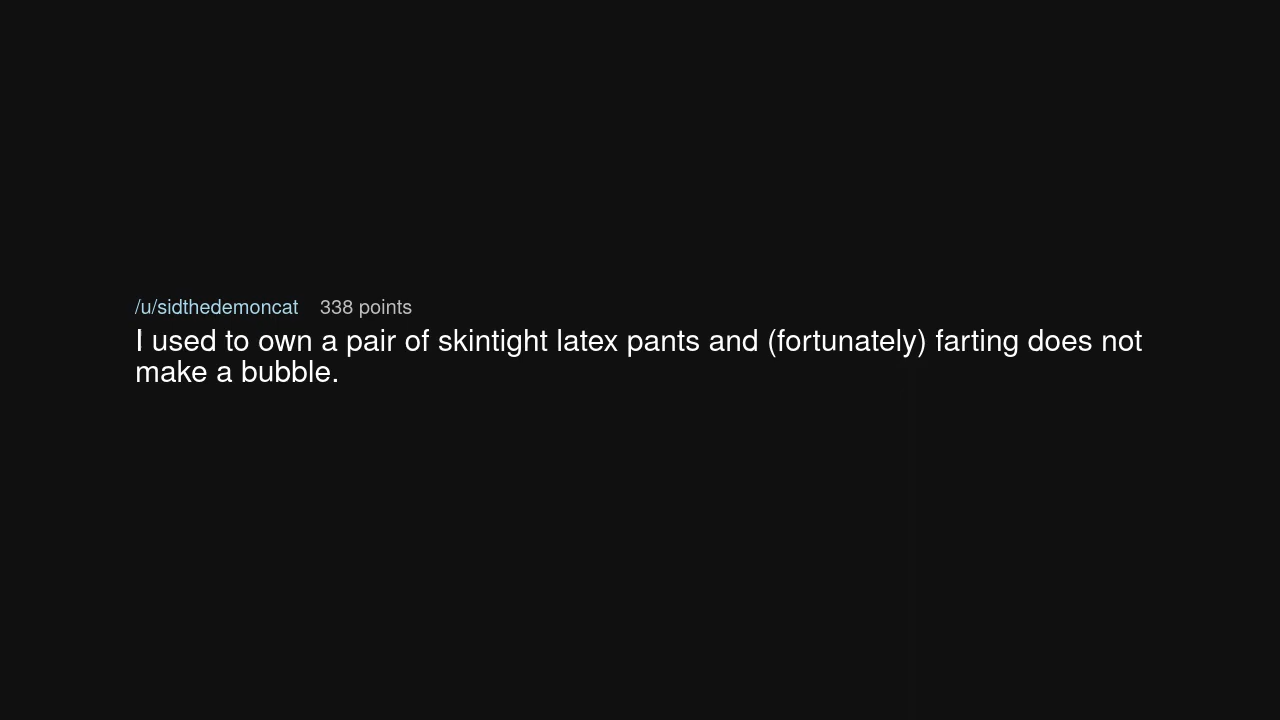 /u/sidthedemoncat 338 points
I used to own a pair of skintight latex pants and (fortunately) farting does not
make a bubble.